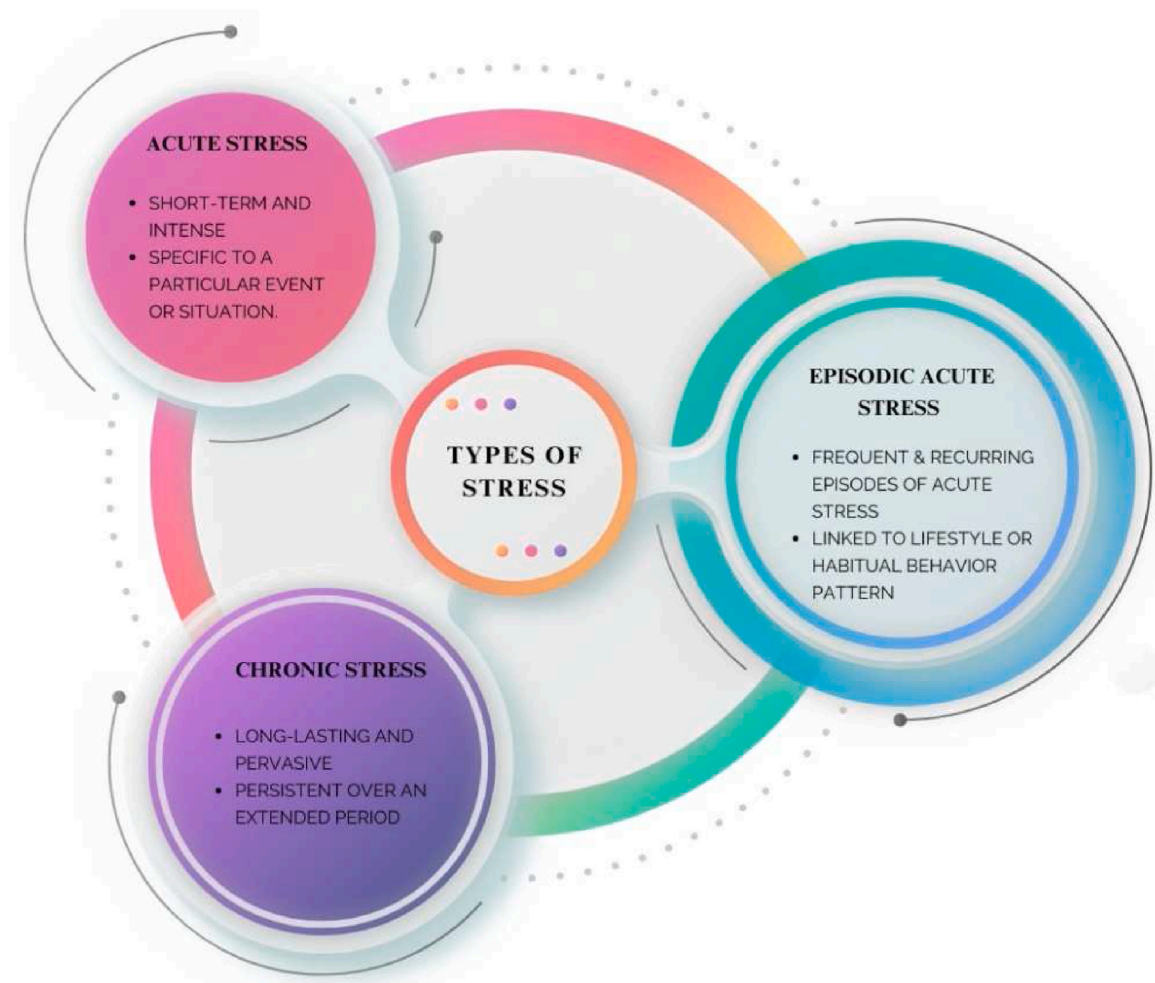 ACUTE STRESS
• SHORT-TERM AND
INTENSE
• SPECIFIC TO A
PARTICULAR EVENT
OR SITUATION.
TYPES OF
STRESS
EPISODIC ACUTE
STRESS
• FREQUENT & RECURRING
EPISODES OF ACUTE
STRESS
• LINKED TO LIFESTYLE OR
HABITUAL BEHAVIOR
PATTERN
CHRONIC STRESS
• LONG-LASTING AND
PERVASIVE
• PERSISTENT OVER AN
EXTENDED PERIOD